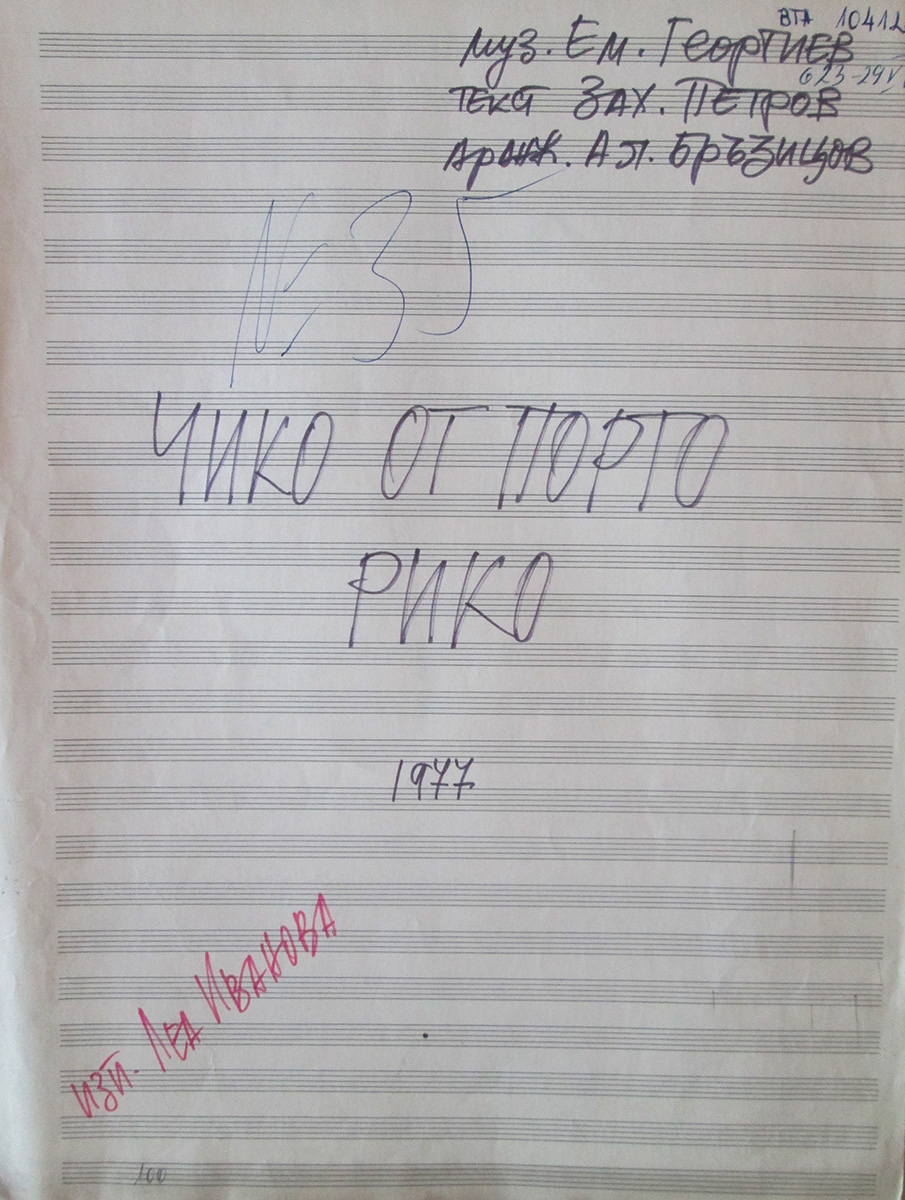 ВТА 10412
муз. Ем. Георгиев
623-29V
текст Зах. Петров
Аранж. Ал. Бръзицов
№ 35
ЧИКО ОТ ПОРТО
РИКО
1977
изп. Леа Иванова
100